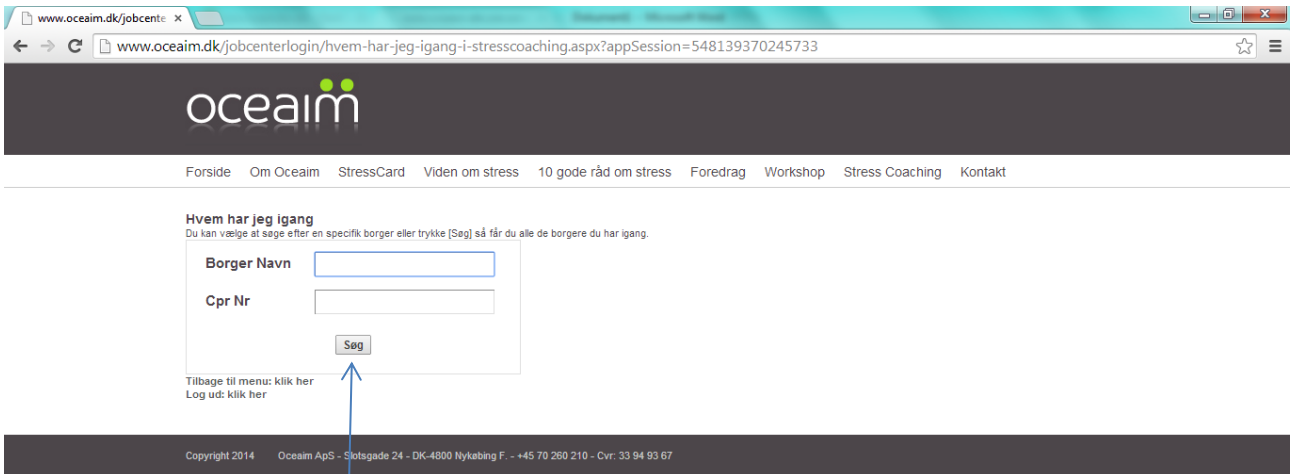 www.oceaim.dk/jobcente
www.oceaim.dk/jobcenterlogin/hvem-har-jeg-igang-i-stresscoaching.aspx?appSession=548139370245733
oceaim
Forside Om Oceaim StressCard Viden om stress 10 gode råd om stress Foredrag Workshop Stress Coaching Kontakt
Hvem har jeg igang
Du kan vælge at søge efter en specifik borger eller trykke [Søg] så får du alle de borgere du har igang.
Borger Navn
Cpr Nr
Søg
Tilbage til menu: klik her
Log ud: klik her
Copyright 2014 Oceaim ApS - Slotsgade 24 - DK-4800 Nykøbing F. - +45 70 260 210 - Cvr: 33 94 93 67